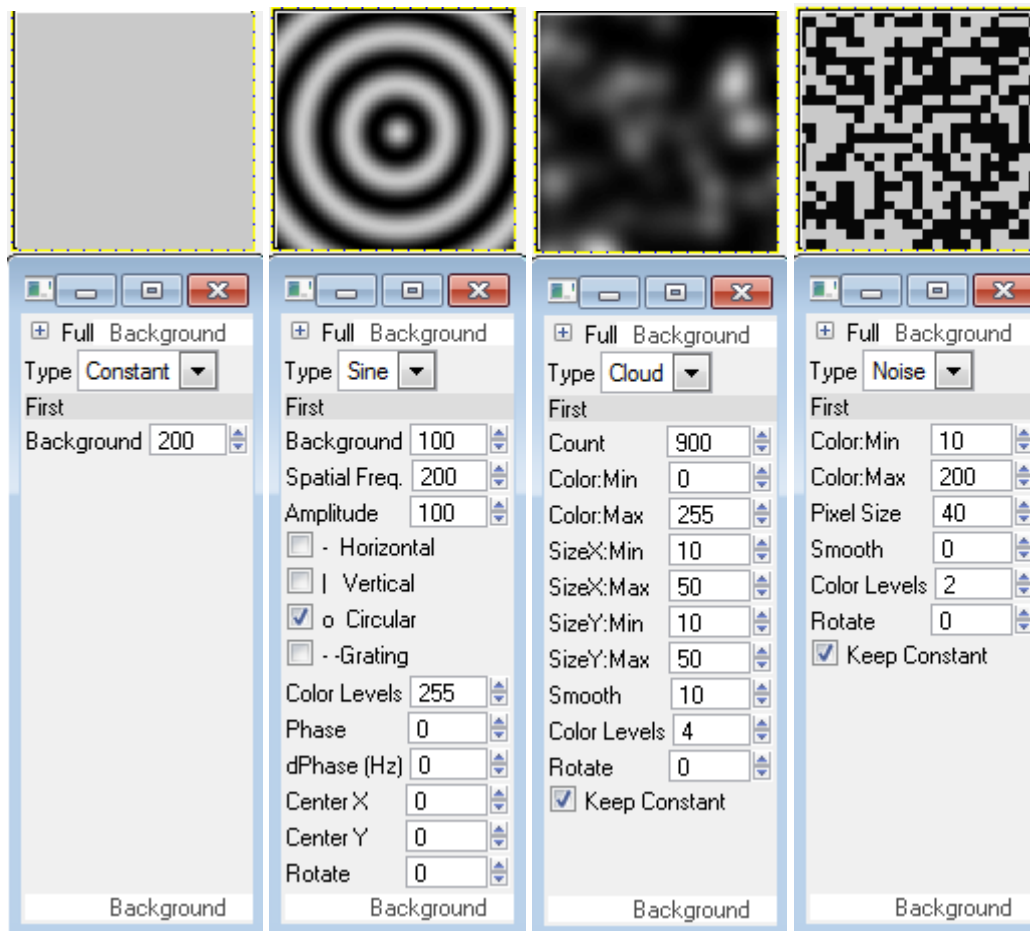 Full Background
Type Constant
First
Background 200
Background
Full Background
Type Sine
First
Background 100
Spatial Freq. 200
Amplitude 100
- Horizontal
| Vertical
o Circular
- -Grating
Color Levels 255
Phase 0
dPhase (Hz) 0
Center X 0
Center Y 0
Rotate 0
Background
Full Background
Type Cloud
First
Count 900
Color:Min 0
Color:Max 255
SizeX:Min 10
SizeX:Max 50
SizeY:Min 10
SizeY:Max 50
Smooth 10
Color Levels 4
Rotate 0
Keep Constant
Background
Full Background
Type Noise
First
Color:Min 10
Color:Max 200
Pixel Size 40
Smooth 0
Color Levels 2
Rotate 0
Keep Constant
Background